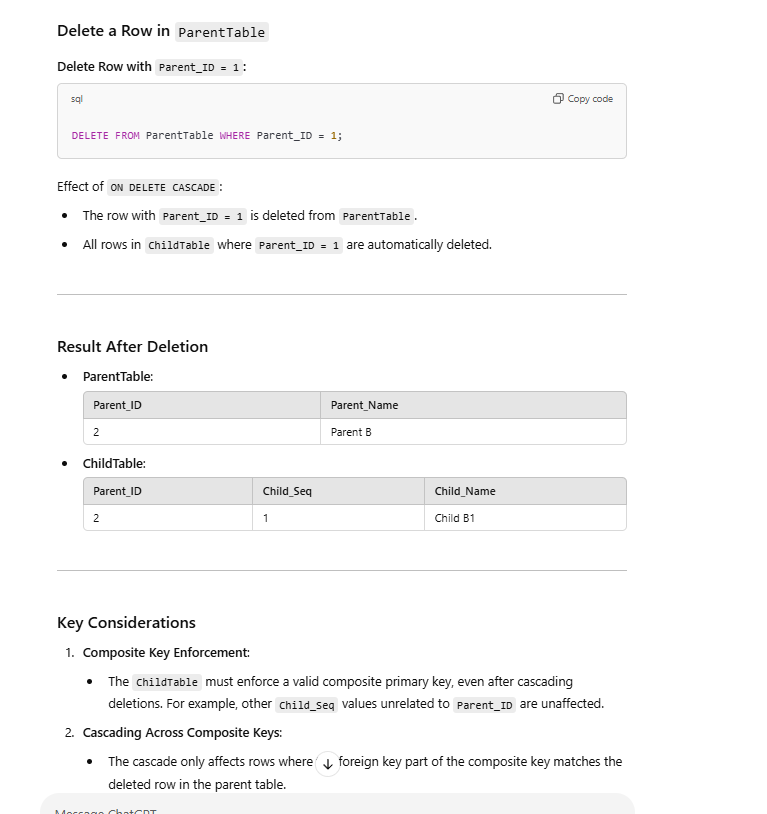 Delete a Row in ParentTable
Delete Row with Parent_ID = 1:
sql
Copy code
DELETE FROM ParentTable WHERE Parent_ID = 1;
Effect of ON DELETE CASCADE:
• The row with Parent_ID = 1 is deleted from ParentTable.
• All rows in ChildTable where Parent_ID = 1 are automatically deleted.
Result After Deletion
• ParentTable:
Parent_ID Parent_Name
2 Parent B
• ChildTable:
Parent_ID Child_Seq Child_Name
2 1 Child B1
Key Considerations
1. Composite Key Enforcement:
• The ChildTable must enforce a valid composite primary key, even after cascading
deletions. For example, other Child_Seq values unrelated to Parent_ID are unaffected.
2. Cascading Across Composite Keys:
• The cascade only affects rows where foreign key part of the composite key matches the
deleted row in the parent table.
Message ChatGPT